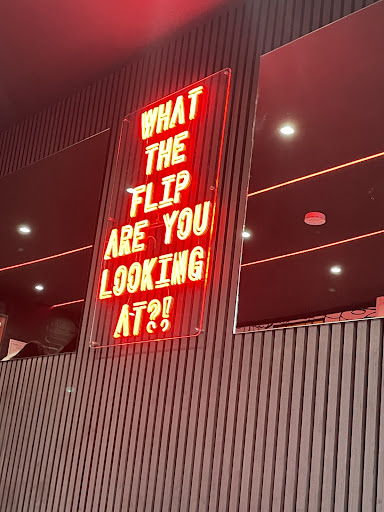 WHAT
THE
FLIP
ARE YOU
LOOKING
AT?!